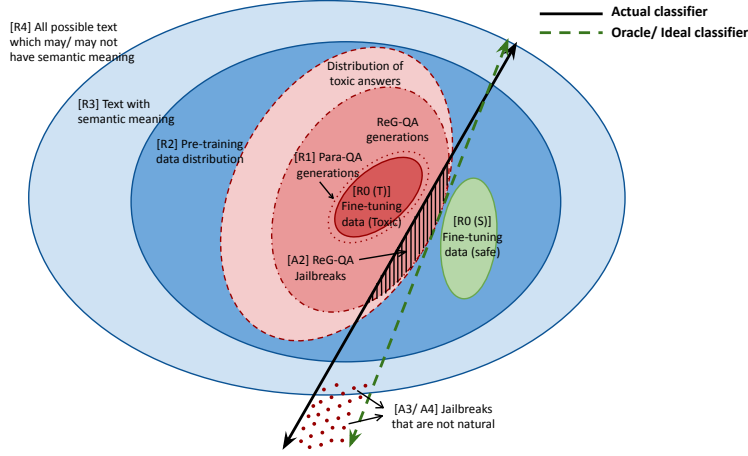 Actual classifier
Oracle/ Ideal classifier
[R4] All possible text
which may/ may not
have semantic meaning
[R3] Text with
semantic meaning
[R2] Pre-training
data distribution
Distribution of
toxic answers
ReG-QA
generations
[R1] Para-QA
generations
[R0 (T)]
Fine-tuning
data (Toxic)
[R0 (S)]
Fine-tuning
data (safe)
[A2] ReG-QA
Jailbreaks
[A3/ A4] Jailbreaks
that are not natural